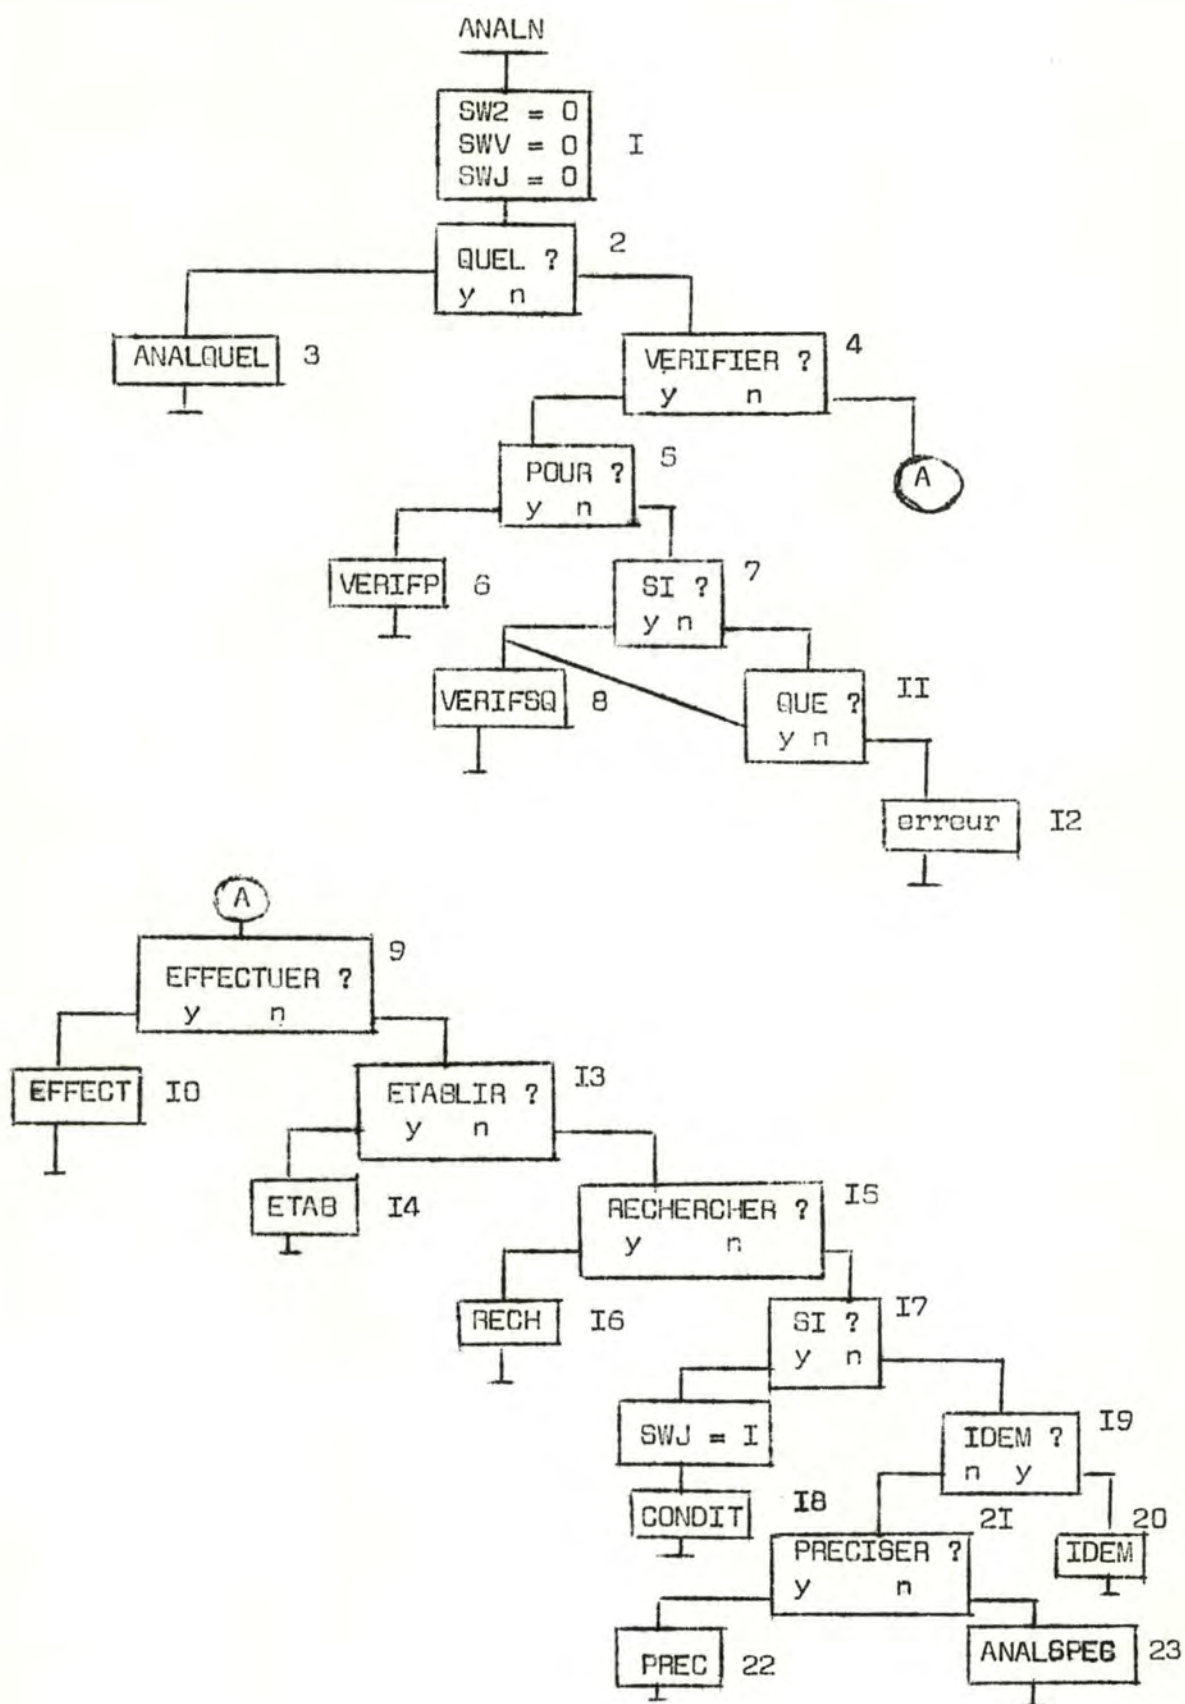 ANALN
SW2 = 0
SWV = 0
SWJ = 0
I
QUEL ?
y n
2
ANALQUEL
3
VERIFIER ?
y n
4
A
POUR ?
y n
5
VERIFP
6
SI ?
y n
7
VERIFSQ
8
QUE ?
y n
II
erreur
I2
A
EFFECTUER ?
y n
9
EFFECT
I0
ETABLIR ?
y n
I3
ETAB
I4
RECHERCHER ?
y n
I5
RECH
I6
SI ?
y n
I7
SWJ = I
CONDIT
I8
IDEM ?
n y
I9
IDEM
20
PRECISER ?
y n
2I
PREC
22
ANALSPEC
23